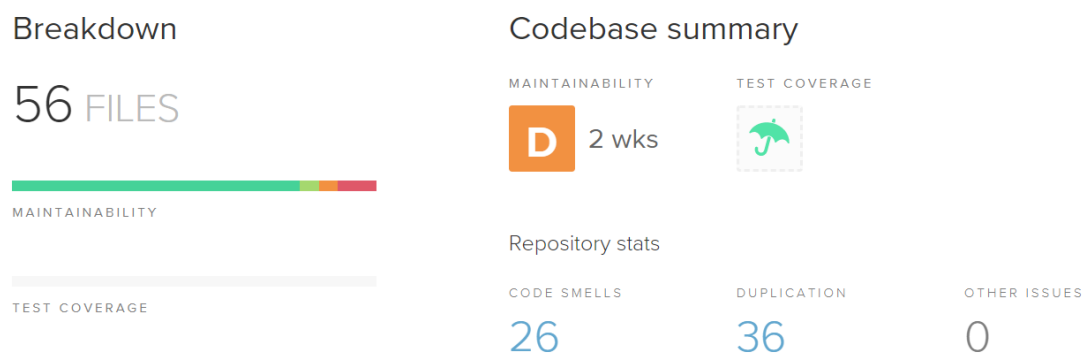 Breakdown
56 FILES
MAINTAINABILITY
TEST COVERAGE
Codebase summary
MAINTAINABILITY
TEST COVERAGE
D 2 wks
Repository stats
CODE SMELLS
DUPLICATION
OTHER ISSUES
26
36
0